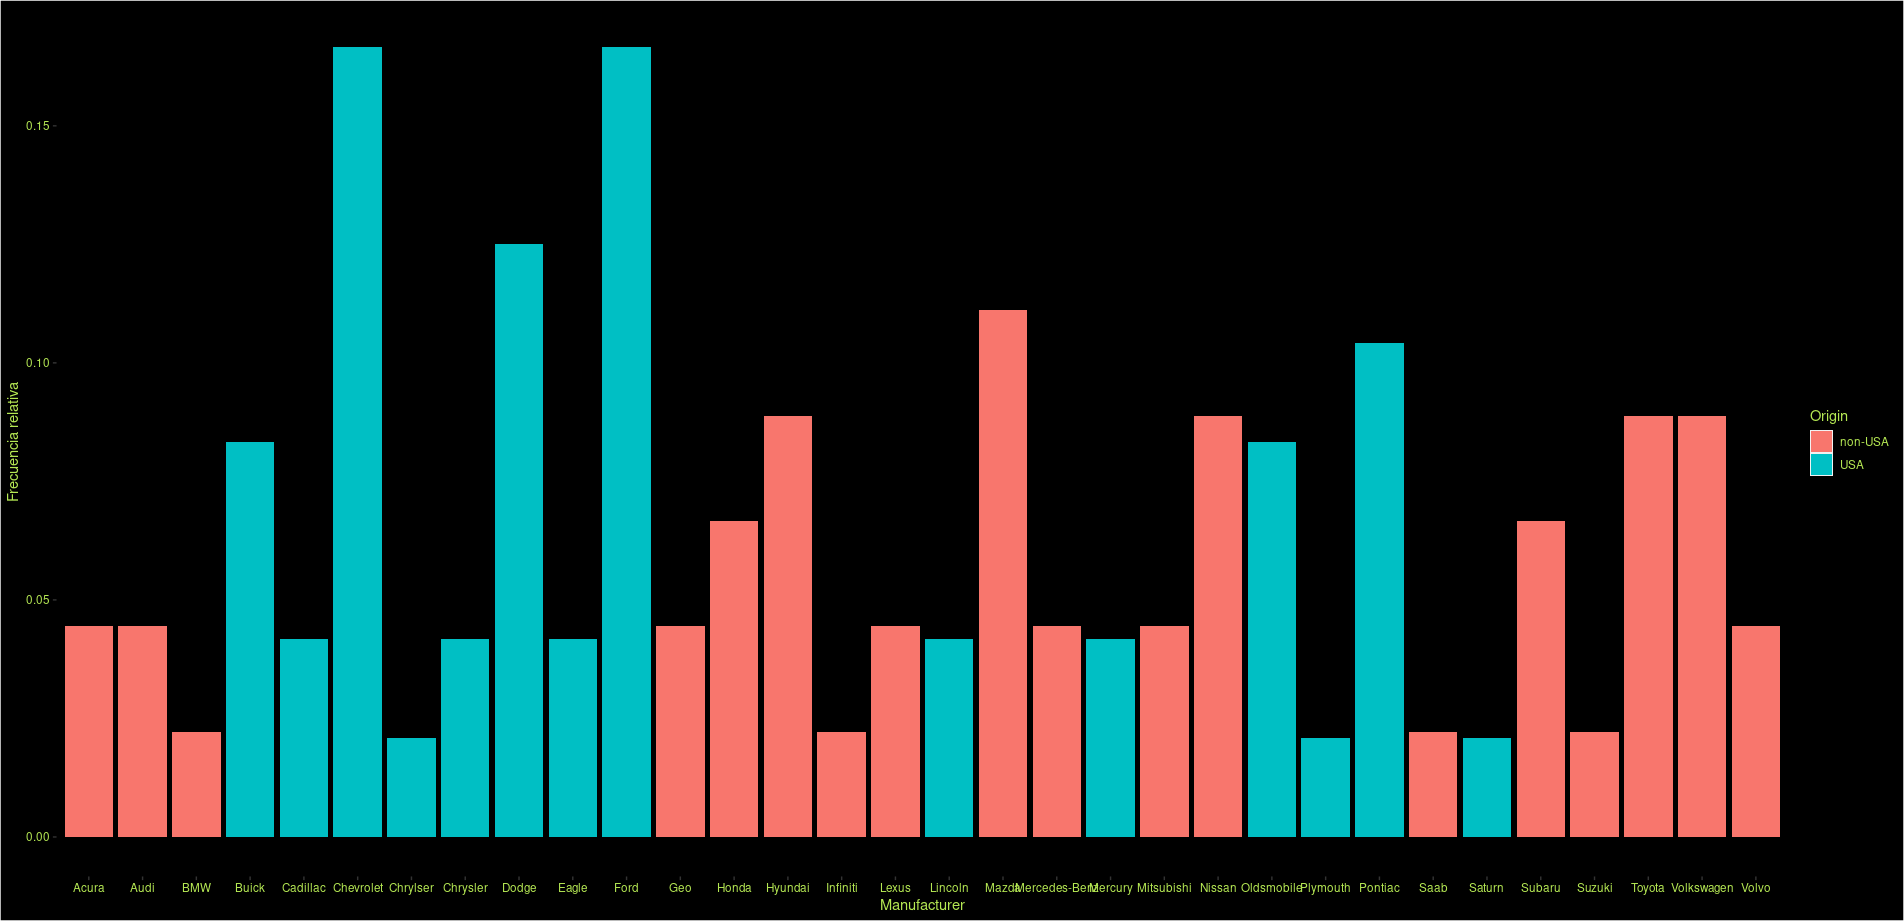 0.15
0.10
0.05
0.00
Frecuencia relativa
Acura Audi BMW Buick Cadillac Chevrolet Chrylser Chrysler Dodge Eagle Ford Geo Honda Hyundai Infiniti Lexus Lincoln Mazda Mercedes-Benz Mercury Mitsubishi Nissan Oldsmobile Plymouth Pontiac Saab Saturn Subaru Suzuki Toyota Volkswagen Volvo
Manufacturer
Origin
non-USA
USA